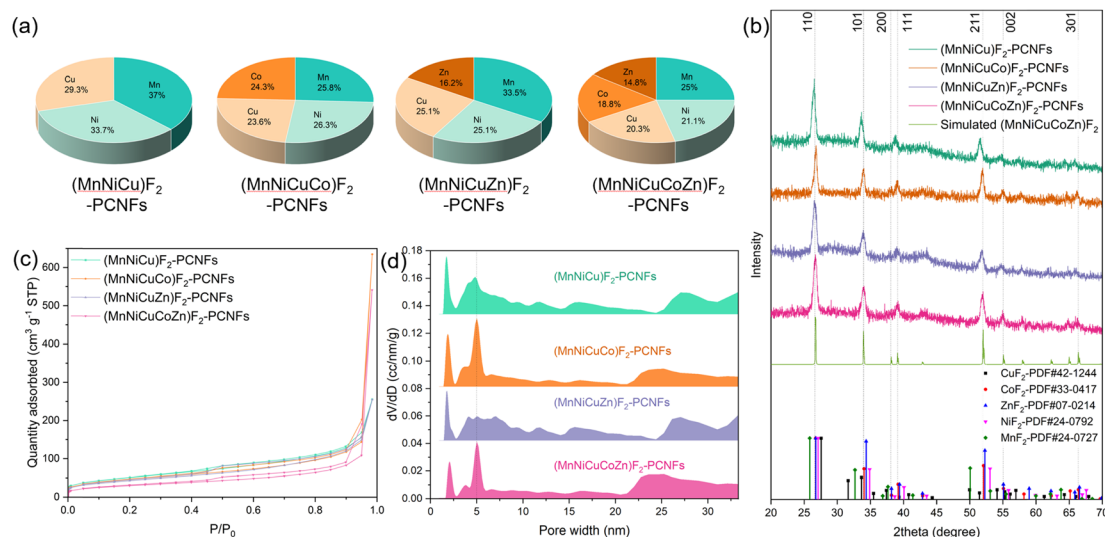 (a)
Cu
29.3%
Mn
37%
Ni
33.7%
(MnNiCu)F₂
-PCNFs
Co
24.3%
Mn
25.8%
Cu
23.6%
Ni
26.3%
(MnNiCuCo)F₂
-PCNFs
Zn
16.2%
Mn
33.5%
Cu
25.1%
Ni
25.1%
(MnNiCuZn)F₂
-PCNFs
Zn
14.8%
Mn
25%
Co
18.8%
Cu
20.3%
Ni
21.1%
(MnNiCuCoZn)F₂
-PCNFs
(b)
110
101
200
111
211
002
301
(MnNiCu)F₂-PCNFs
(MnNiCuCo)F₂-PCNFs
(MnNiCuZn)F₂-PCNFs
(MnNiCuCoZn)F₂-PCNFs
Simulated (MnNiCuCoZn)F₂
Intensity
CuF₂-PDF#42-1244
CoF₂-PDF#33-0417
ZnF₂-PDF#07-0214
NiF₂-PDF#24-0792
MnF₂-PDF#24-0727
20 25 30 35 40 45 50 55 60 65 70
2theta (degree)
(c)
(MnNiCu)F₂-PCNFs
(MnNiCuCo)F₂-PCNFs
(MnNiCuZn)F₂-PCNFs
(MnNiCuCoZn)F₂-PCNFs
Quantity adsorbed (cm³ g⁻¹ STP)
600
500
400
300
200
100
0
0.0 0.2 0.4 0.6 0.8 1.0
P/P₀
(d)
dV/dD (cc/nm/g)
0.18
0.16
0.14
0.12
0.10
0.08
0.06
0.04
0.02
0.00
(MnNiCu)F₂-PCNFs
(MnNiCuCo)F₂-PCNFs
(MnNiCuZn)F₂-PCNFs
(MnNiCuCoZn)F₂-PCNFs
0 5 10 15 20 25 30
Pore width (nm)